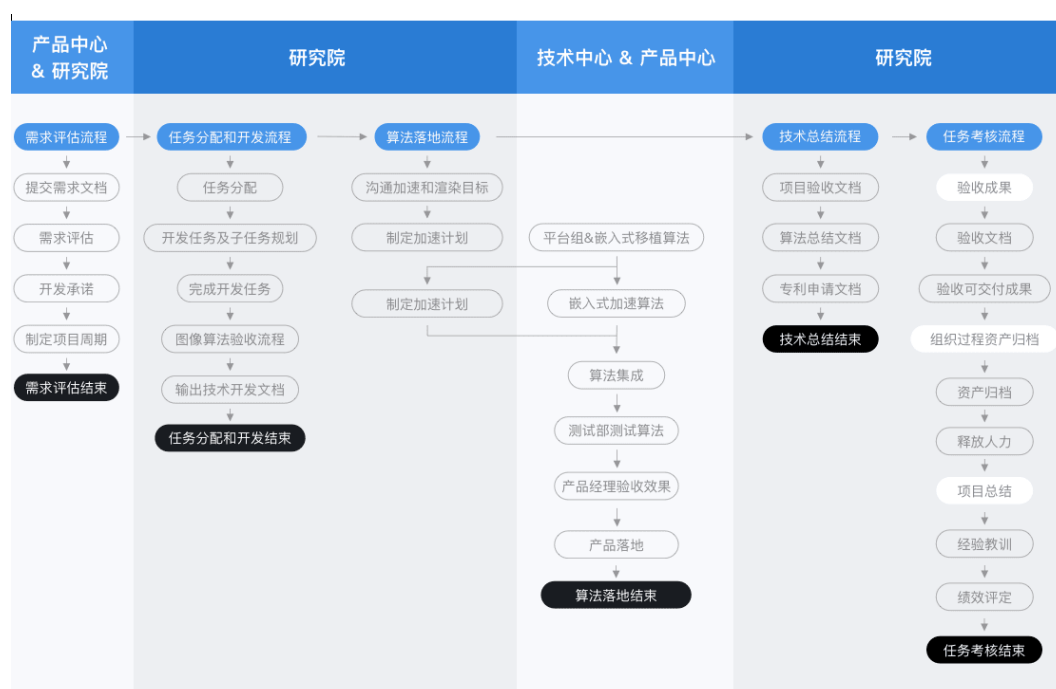 产品中心
& 研究院
研究院
技术中心 & 产品中心
研究院
需求评估流程
提交需求文档
需求评估
开发承诺
制定项目周期
需求评估结束
任务分配和开发流程
任务分配
开发任务及子任务规划
完成开发任务
图像算法验收流程
输出技术开发文档
任务分配和开发结束
算法落地流程
沟通加速和渲染目标
制定加速计划
制定加速计划
平台组&嵌入式移植算法
嵌入式加速算法
算法集成
测试部测试算法
产品经理验收效果
产品落地
算法落地结束
技术总结流程
项目验收文档
算法总结文档
专利申请文档
技术总结结束
任务考核流程
验收成果
验收文档
验收可交付成果
组织过程资产归档
资产归档
释放人力
项目总结
经验教训
绩效评定
任务考核结束